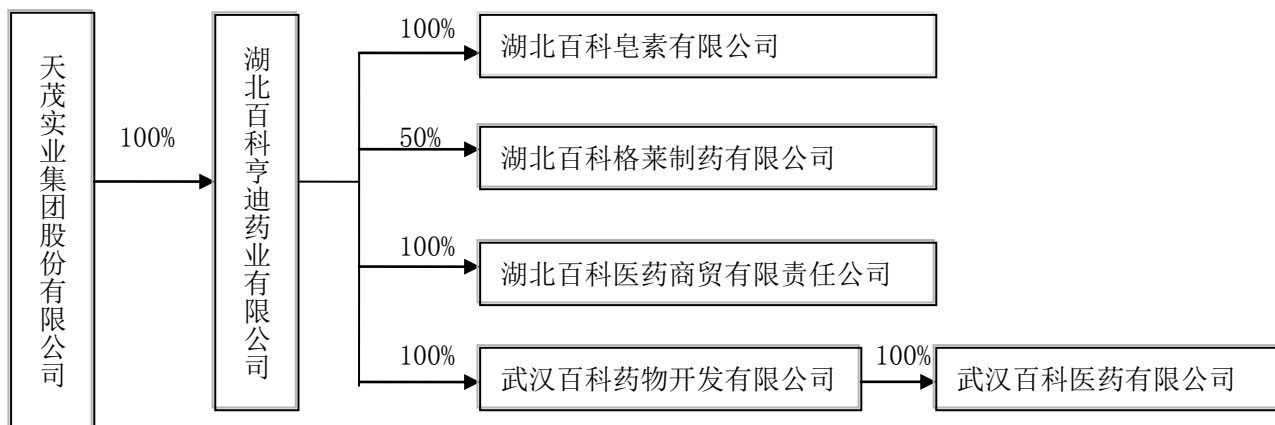 天茂实业集团股份有限公司
100%
湖北百科亨迪药业有限公司
100%
湖北百科皂素有限公司
50%
湖北百科格莱制药有限公司
100%
湖北百科医药商贸有限责任公司
100%
武汉百科药物开发有限公司
100%
武汉百科医药有限公司